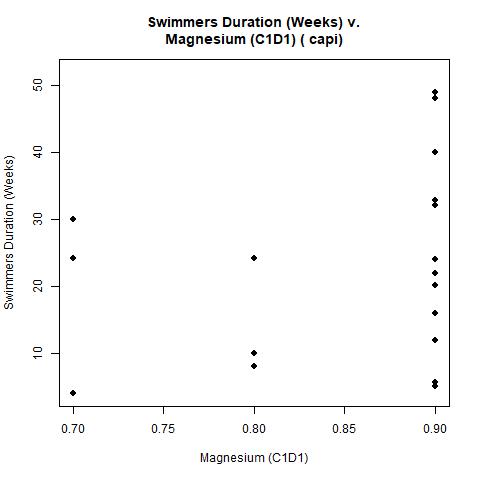 Swimmers Duration (Weeks) v.
Magnesium (C1D1) ( capi)
Swimmers Duration (Weeks)
50
40
30
20
10
0.70 0.75 0.80 0.85 0.90
Magnesium (C1D1)